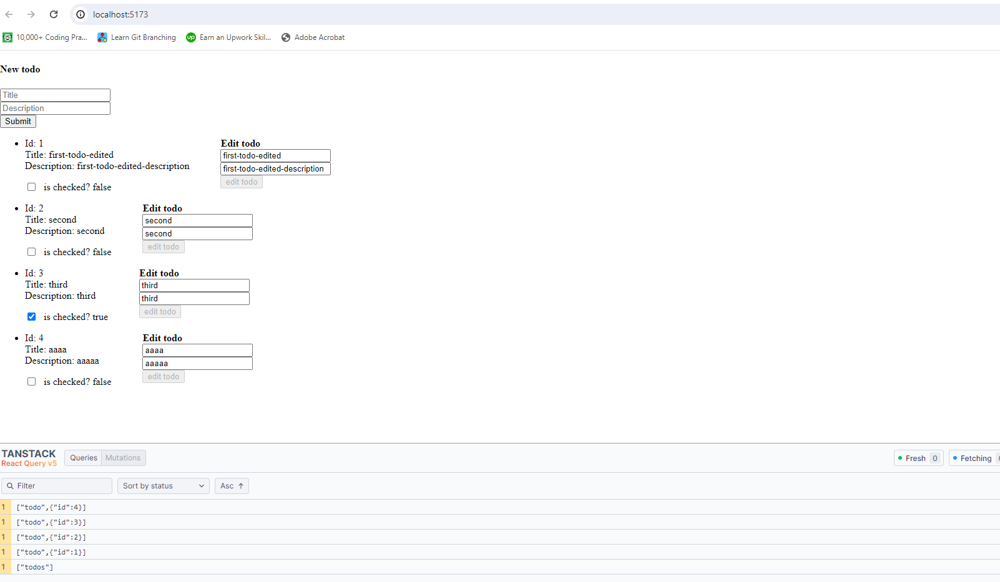 localhost:5173
10,000+ Coding Pra... Learn Git Branching Earn an Upwork Skil... Adobe Acrobat
New todo
Title
Description
Submit
Id: 1
Title: first-todo-edited
Description: first-todo-edited-description
is checked? false
Edit todo
first-todo-edited
first-todo-edited-description
edit todo
Id: 2
Title: second
Description: second
is checked? false
Edit todo
second
second
edit todo
Id: 3
Title: third
Description: third
is checked? true
Edit todo
third
third
edit todo
Id: 4
Title: aaaa
Description: aaaaa
is checked? false
Edit todo
aaaa
aaaaa
edit todo
TANSTACK
React Query v5
Queries Mutations
Fresh 0 Fetching
Filter Sort by status Asc ↑
1 ["todo",{"id":4}]
1 ["todo",{"id":3}]
1 ["todo",{"id":2}]
1 ["todo",{"id":1}]
1 ["todos"]